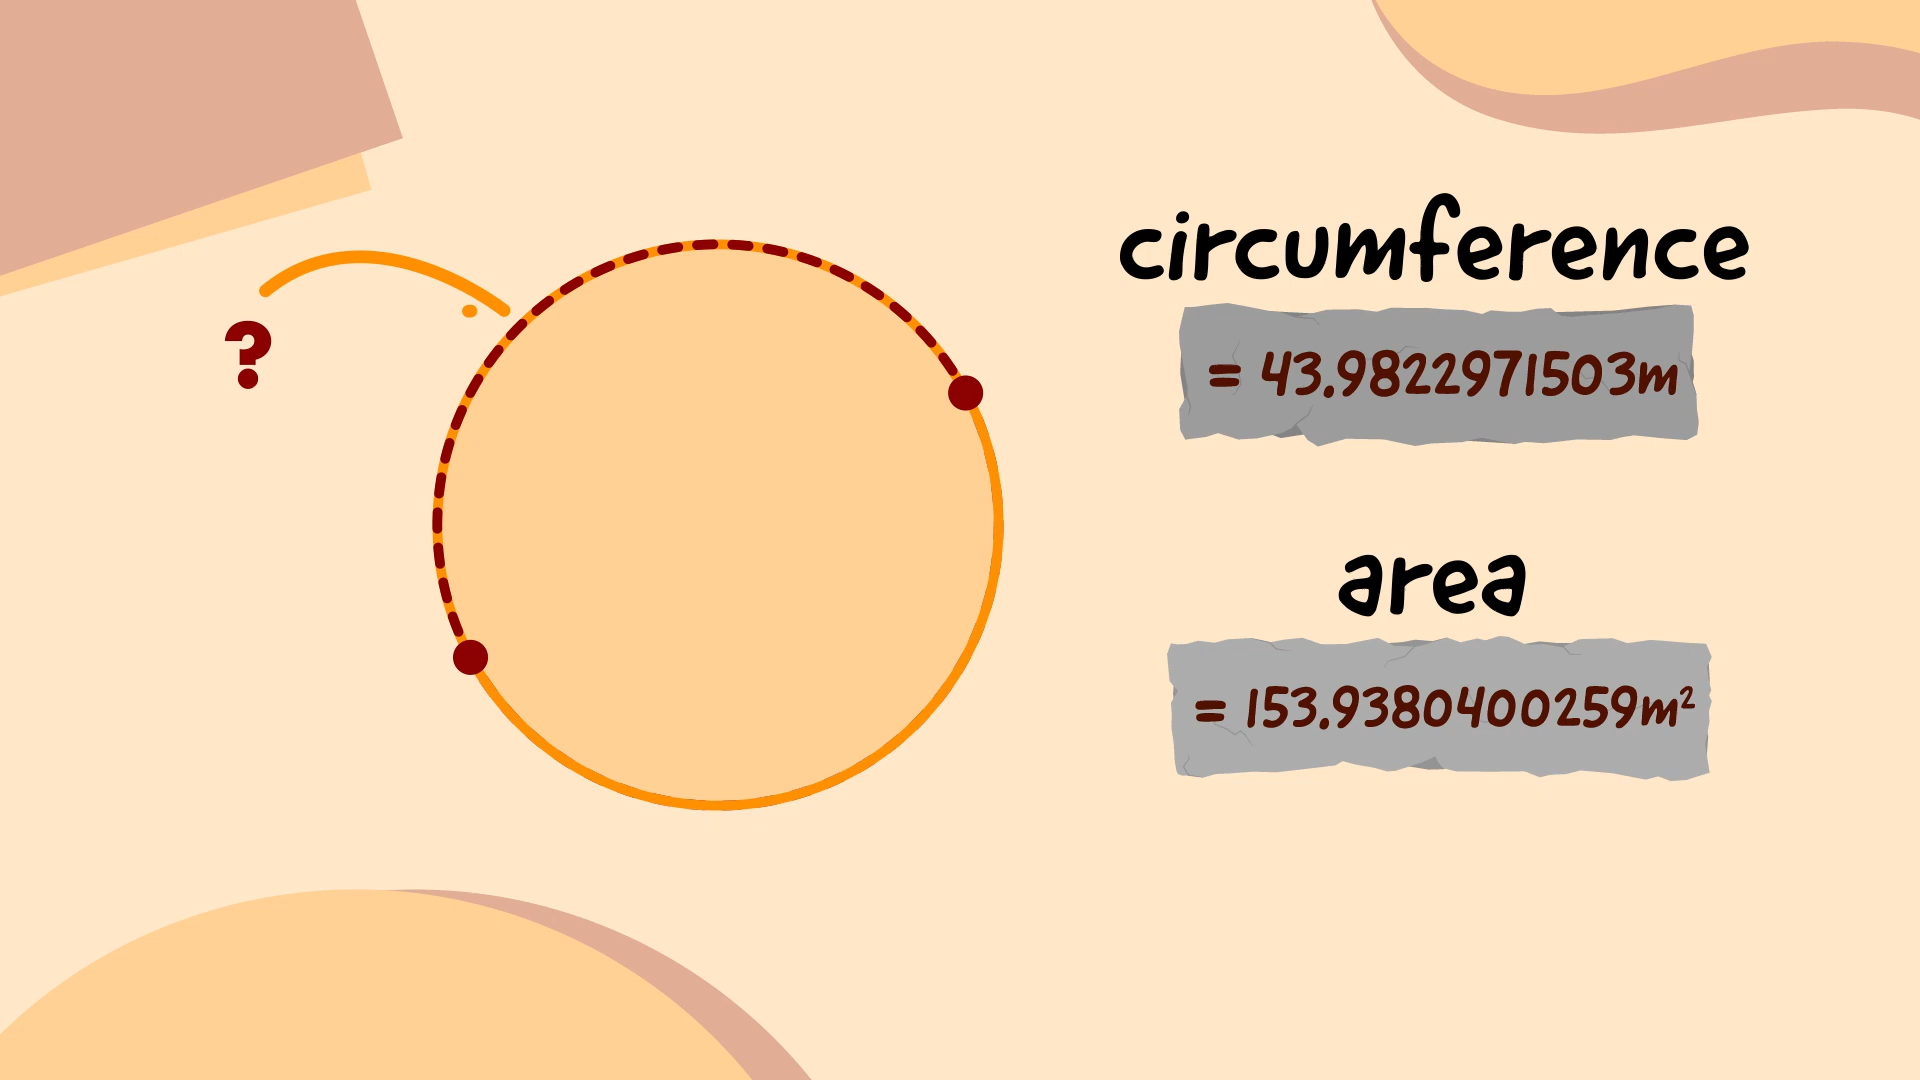 circumference
= 43.9822971503m
area
= 153.9380400259m²
?